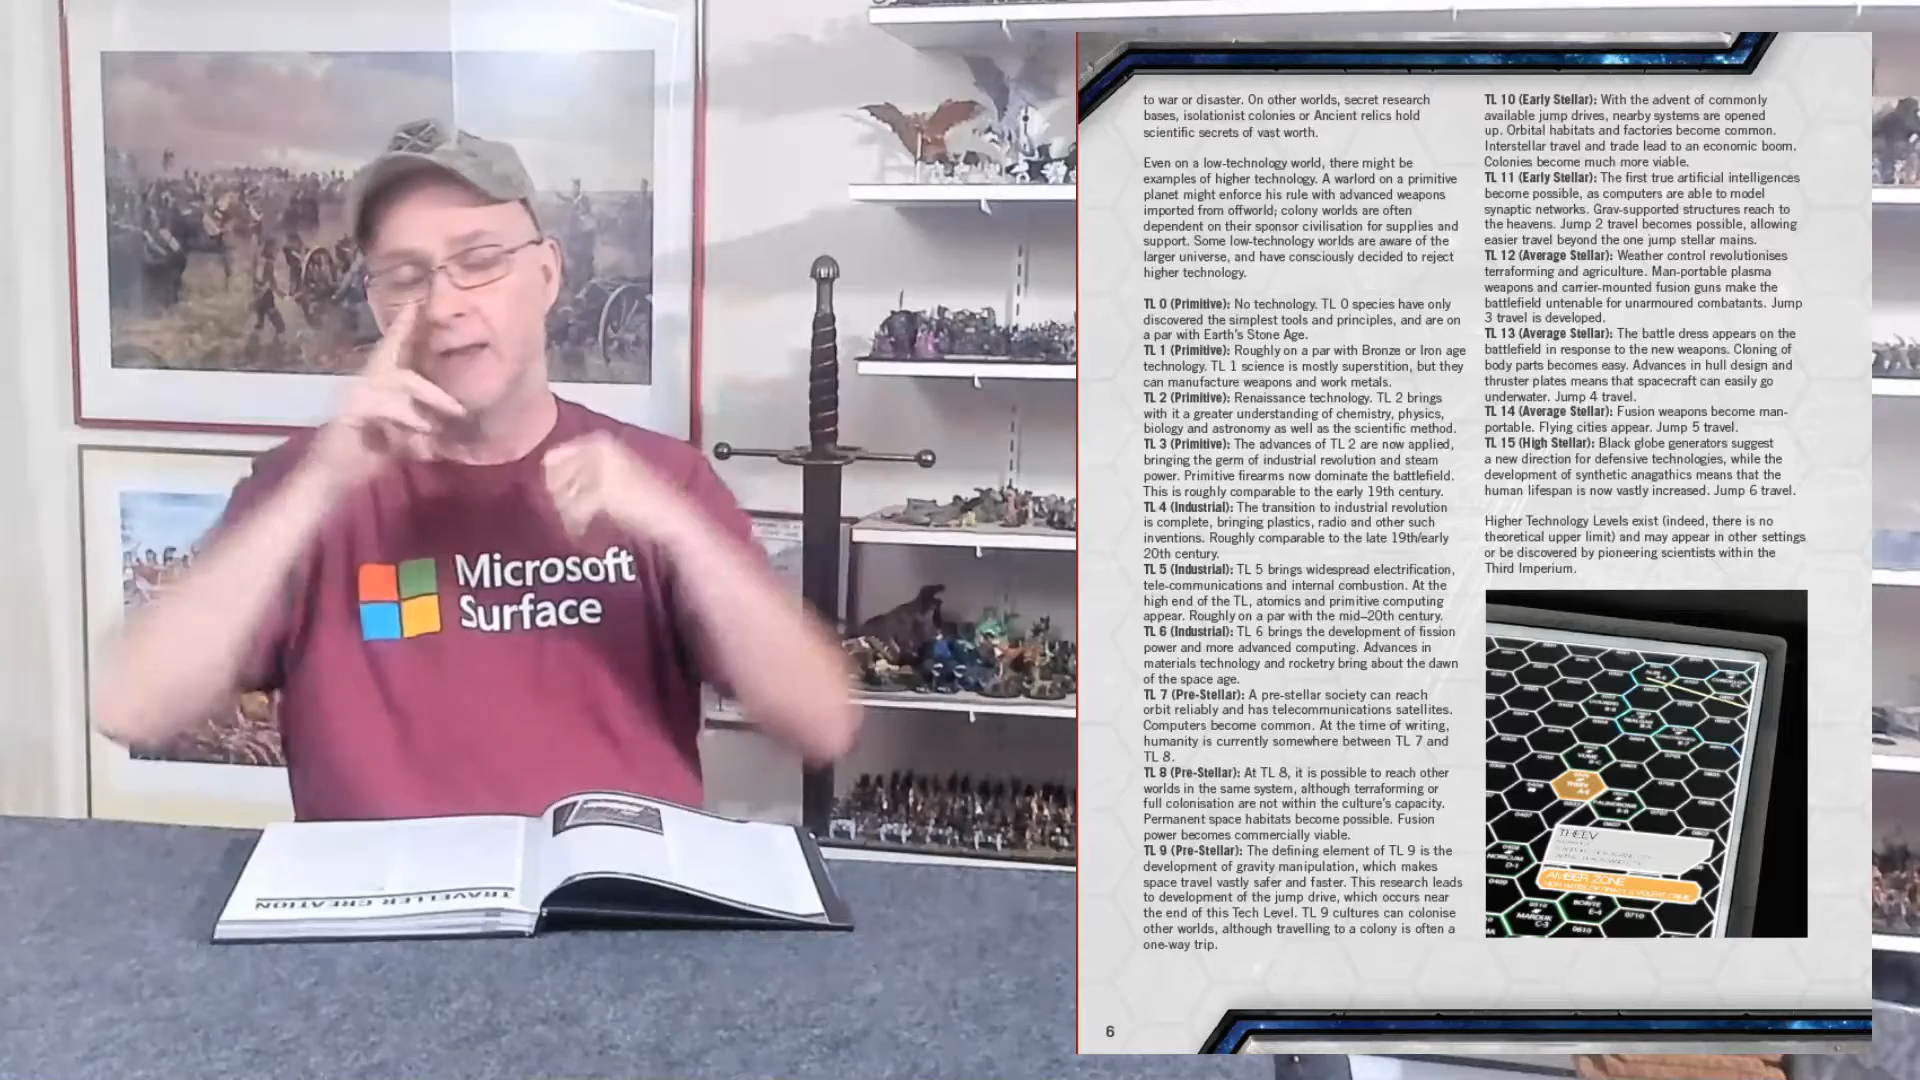 Microsoft
Surface
TRAVELLER CREATION
to war or disaster. On other worlds, secret research
bases, isolationist colonies or Ancient relics hold
scientific secrets of vast worth.
Even on a low-technology world, there might be
examples of higher technology. A warlord on a primitive
planet might enforce his rule with advanced weapons
imported from offworld; colony worlds are often
dependent on their sponsor civilisation for supplies and
support. Some low-technology worlds are aware of the
larger universe, and have consciously decided to reject
higher technology.
TL 0 (Primitive): No technology. TL 0 species have only
discovered the simplest tools and principles, and are on
a par with Earth's Stone Age.
TL 1 (Primitive): Roughly on a par with Bronze or Iron age
technology. TL 1 science is mostly superstition, but they
can manufacture weapons and work metals.
TL 2 (Primitive): Renaissance technology. TL 2 brings
with it a greater understanding of chemistry, physics,
biology and astronomy as well as the scientific method.
TL 3 (Primitive): The advances of TL 2 are now applied,
bringing the germ of industrial revolution and steam
power. Primitive firearms now dominate the battlefield.
This is roughly comparable to the early 19th century.
TL 4 (Industrial): The transition to industrial revolution
is complete, bringing plastics, radio and other such
inventions. Roughly comparable to the late 19th/early
20th century.
TL 5 (Industrial): TL 5 brings widespread electrification,
tele-communications and internal combustion. At the
high end of the TL, atomics and primitive computing
appear. Roughly on a par with the mid–20th century.
TL 6 (Industrial): TL 6 brings the development of fission
power and more advanced computing. Advances in
materials technology and rocketry bring about the dawn
of the space age.
TL 7 (Pre-Stellar): A pre-stellar society can reach
orbit reliably and has telecommunications satellites.
Computers become common. At the time of writing,
humanity is currently somewhere between TL 7 and
TL 8.
TL 8 (Pre-Stellar): At TL 8, it is possible to reach other
worlds in the same system, although terraforming or
full colonisation are not within the culture's capacity.
Permanent space habitats become possible. Fusion
power becomes commercially viable.
TL 9 (Pre-Stellar): The defining element of TL 9 is the
development of gravity manipulation, which makes
space travel vastly safer and faster. This research leads
to development of the jump drive, which occurs near
the end of this Tech Level. TL 9 cultures can colonise
other worlds, although travelling to a colony is often a
one-way trip.
TL 10 (Early Stellar): With the advent of commonly
available jump drives, nearby systems are opened
up. Orbital habitats and factories become common.
Interstellar travel and trade lead to an economic boom.
Colonies become much more viable.
TL 11 (Early Stellar): The first true artificial intelligences
become possible, as computers are able to model
synaptic networks. Grav-supported structures reach to
the heavens. Jump 2 travel becomes possible, allowing
easier travel beyond the one jump stellar mains.
TL 12 (Average Stellar): Weather control revolutionises
terraforming and agriculture. Man-portable plasma
weapons and carrier-mounted fusion guns make the
battlefield untenable for unarmoured combatants. Jump
3 travel is developed.
TL 13 (Average Stellar): The battle dress appears on the
battlefield in response to the new weapons. Cloning of
body parts becomes easy. Advances in hull design and
thruster plates means that spacecraft can easily go
underwater. Jump 4 travel.
TL 14 (Average Stellar): Fusion weapons become man-
portable. Flying cities appear. Jump 5 travel.
TL 15 (High Stellar): Black globe generators suggest
a new direction for defensive technologies, while the
development of synthetic anagathics means that the
human lifespan is now vastly increased. Jump 6 travel.
Higher Technology Levels exist (indeed, there is no
theoretical upper limit) and may appear in other settings
or be discovered by pioneering scientists within the
Third Imperium.
THEEV
AMBER ZONE
NORICUM
D-1
MARDUK
C-3
BORITE
E-4
0710
0610
6